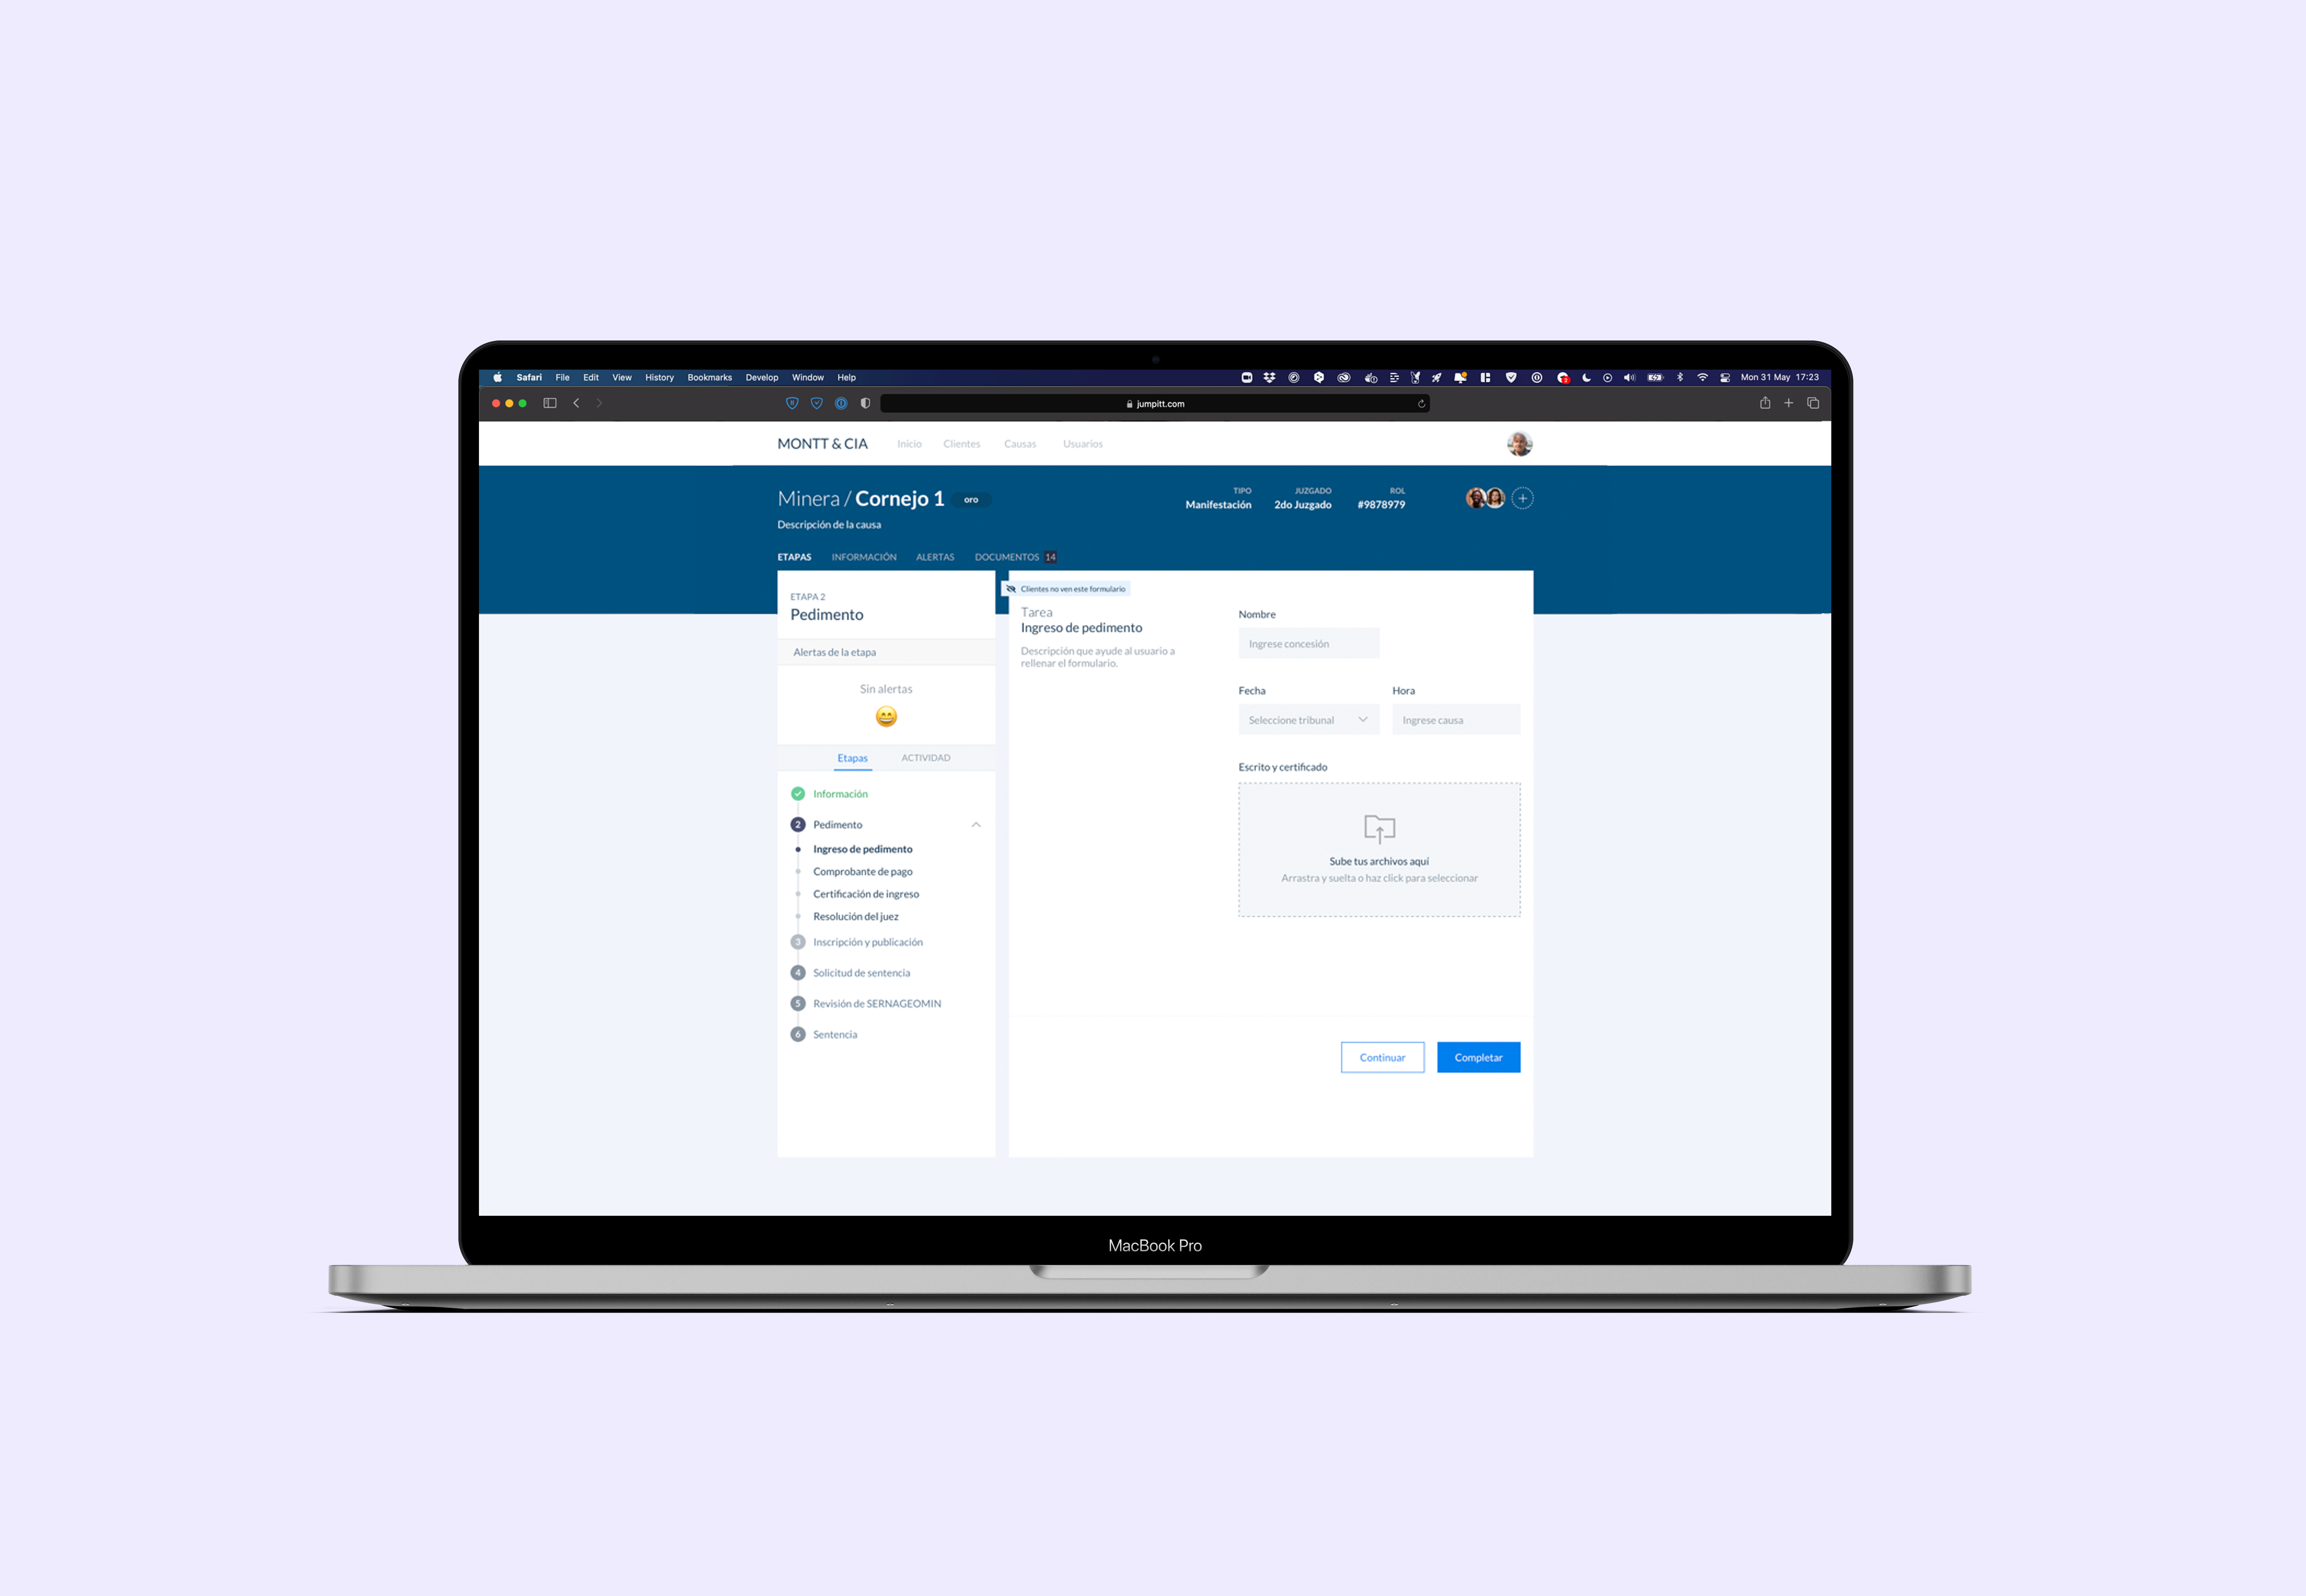 Safari File Edit View History Bookmarks Develop Window Help Mon 31 May 17:23
jumpitt.com
MONTT & CIA Inicio Clientes Causas Usuarios
Minera / Cornejo 1 oro
TIPO JUZGADO ROL
Manifestación 2do Juzgado #9878979
Descripción de la causa
ETAPAS INFORMACIÓN ALERTAS DOCUMENTOS 14
ETAPA 2
Pedimento
Alertas de la etapa
Sin alertas
Etapas ACTIVIDAD
Información
2 Pedimento
Ingreso de pedimento
Comprobante de pago
Certificación de ingreso
Resolución del juez
3 Inscripción y publicación
4 Solicitud de sentencia
5 Revisión de SERNAGEOMIN
6 Sentencia
Clientes no ven este formulario
Tarea
Ingreso de pedimento
Descripción que ayude al usuario a
rellenar el formulario.
Nombre
Ingrese concesión
Fecha Hora
Seleccione tribunal Ingrese causa
Escrito y certificado
Sube tus archivos aquí
Arrastra y suelta o haz click para seleccionar
Continuar Completar
MacBook Pro